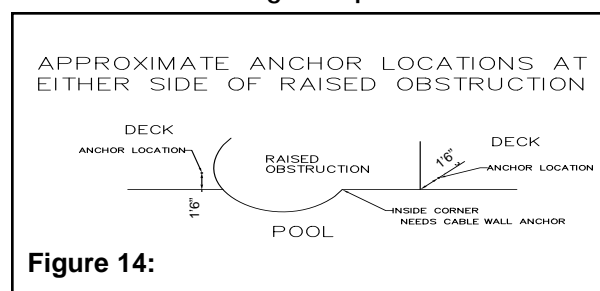 APPROXIMATE ANCHOR LOCATIONS AT
EITHER SIDE OF RAISED OBSTRUCTION
DECK
ANCHOR LOCATION
1'6"
RAISED
OBSTRUCTION
DECK
1'6"
ANCHOR LOCATION
INSIDE CORNER
NEEDS CABLE WALL ANCHOR
POOL
Figure 14: